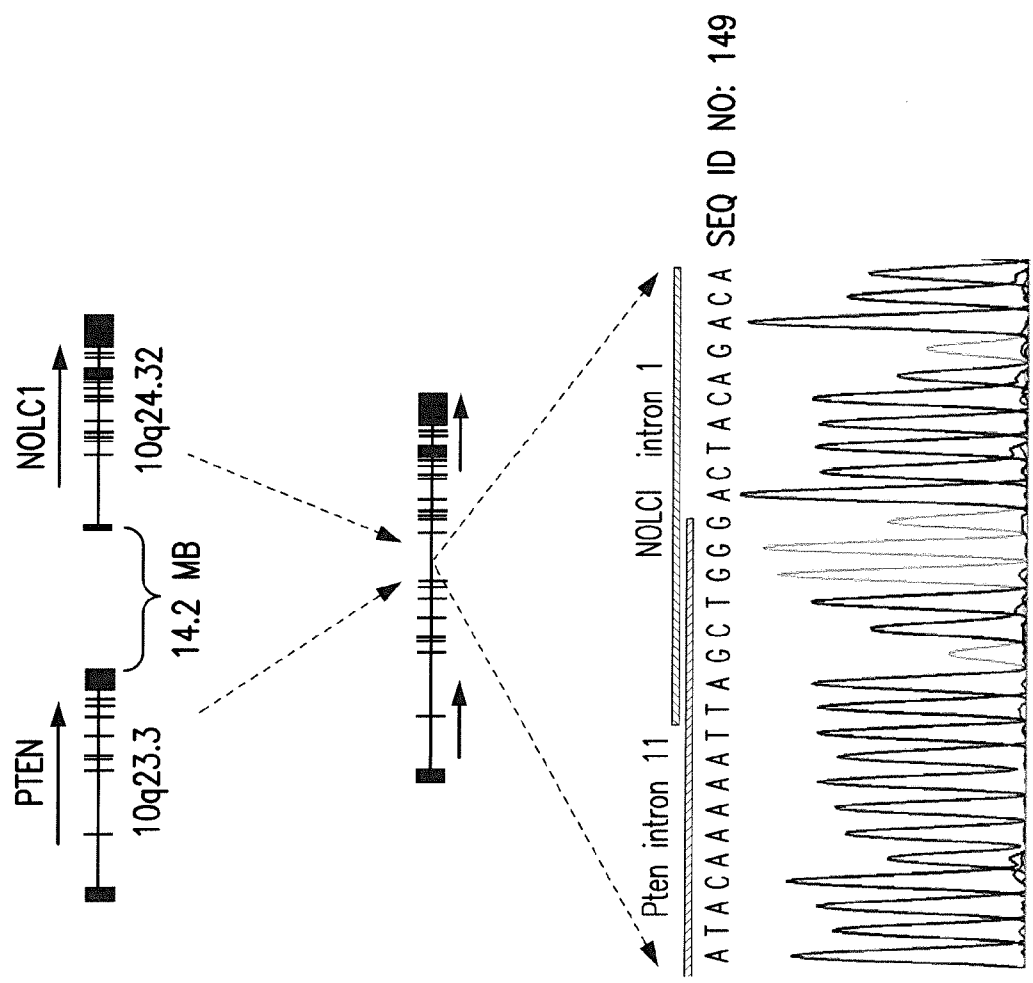 PTEN
NOLC1
10q23.3
14.2 MB
10q24.32
Pten intron 11
NOLCI intron 1
A T A C A A A A A T T A G C T G G G A C T A C A G A C A SEQ ID NO: 149